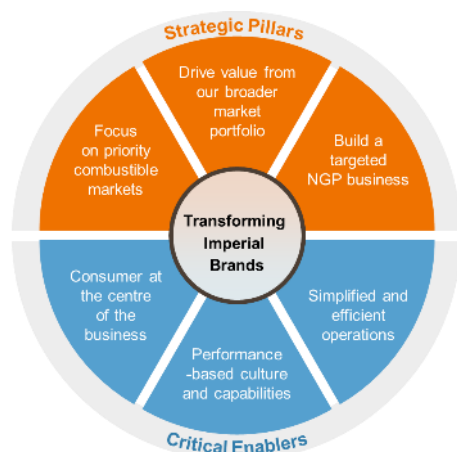 Strategic Pillars
Drive value from
our broader
market
portfolio
Focus
on priority
combustible
markets
Build a
targeted
NGP business
Transforming
Imperial
Brands
Consumer at
the centre
of the
business
Simplified and
efficient
operations
Performance
-based culture
and capabilities
Critical Enablers